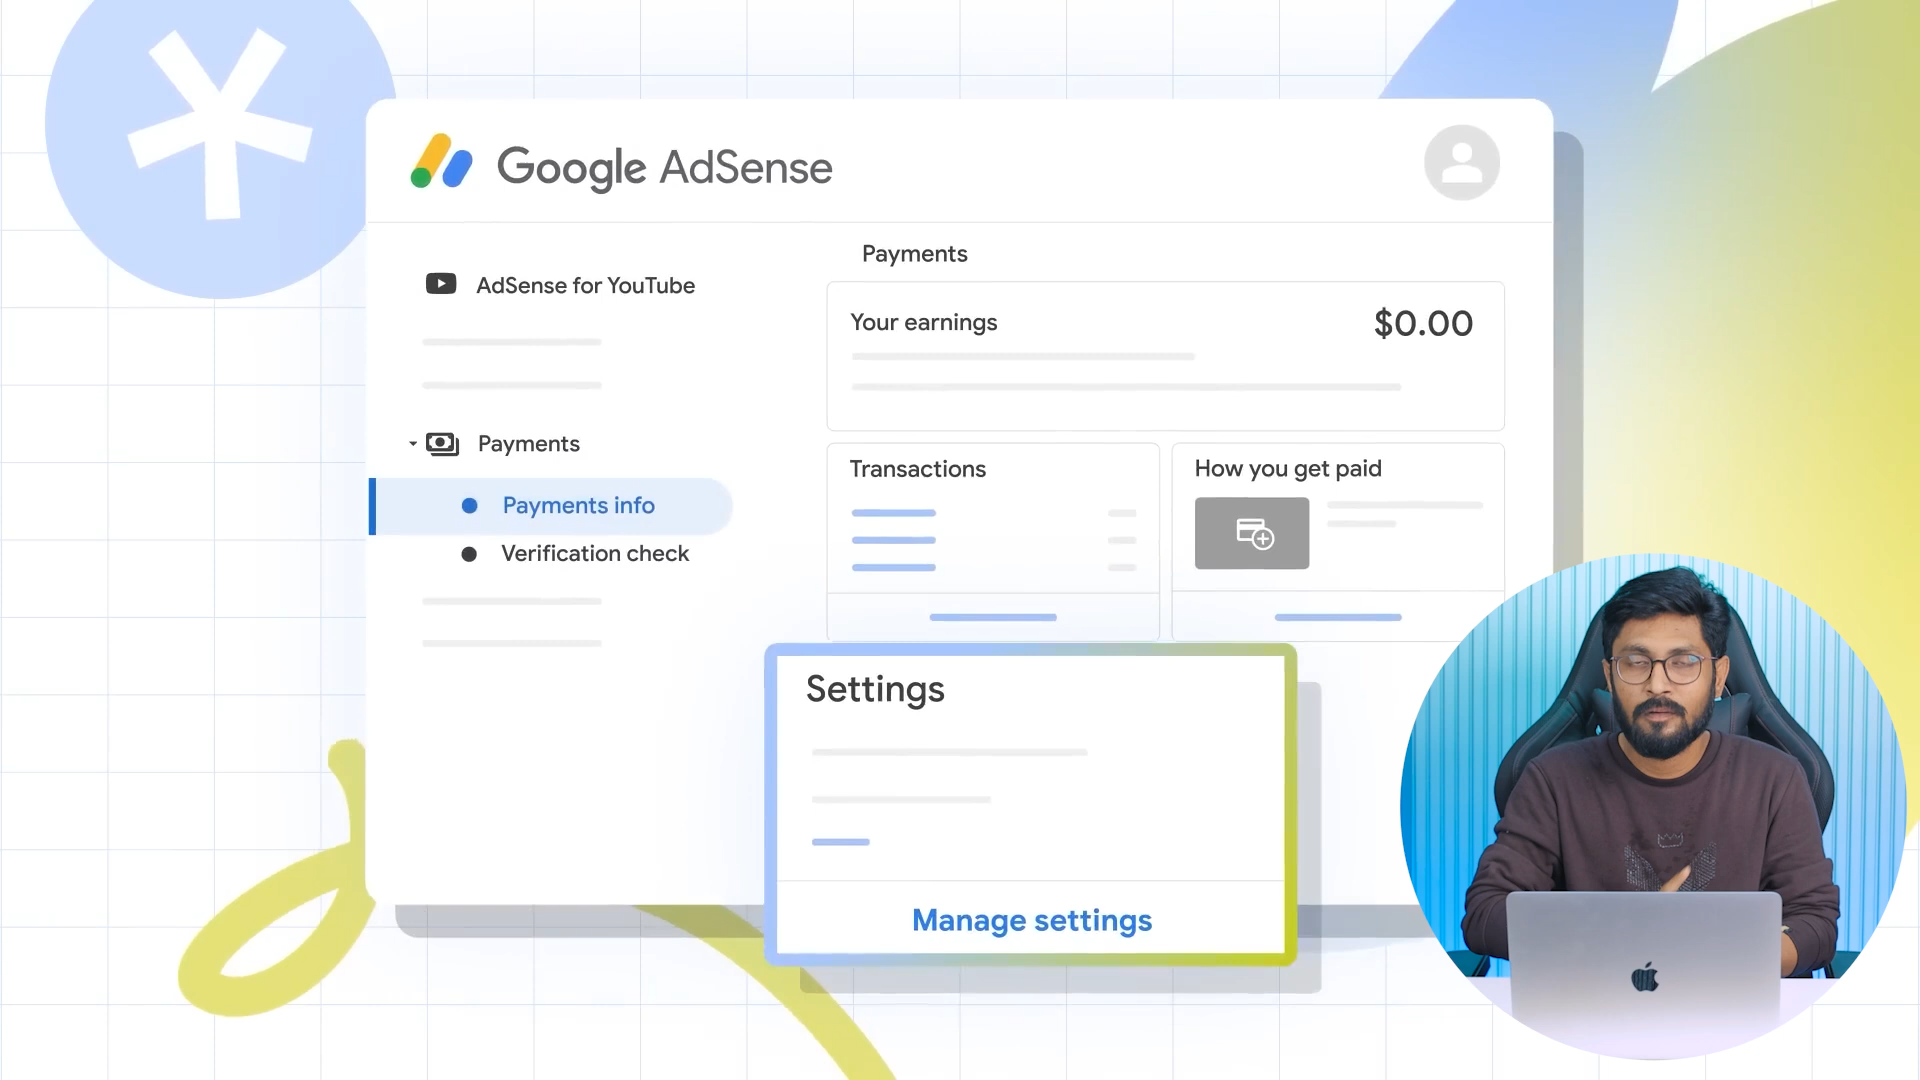 Google AdSense
AdSense for YouTube
Payments
Payments info
Verification check
Payments
Your earnings
$0.00
Transactions
How you get paid
Settings
Manage settings